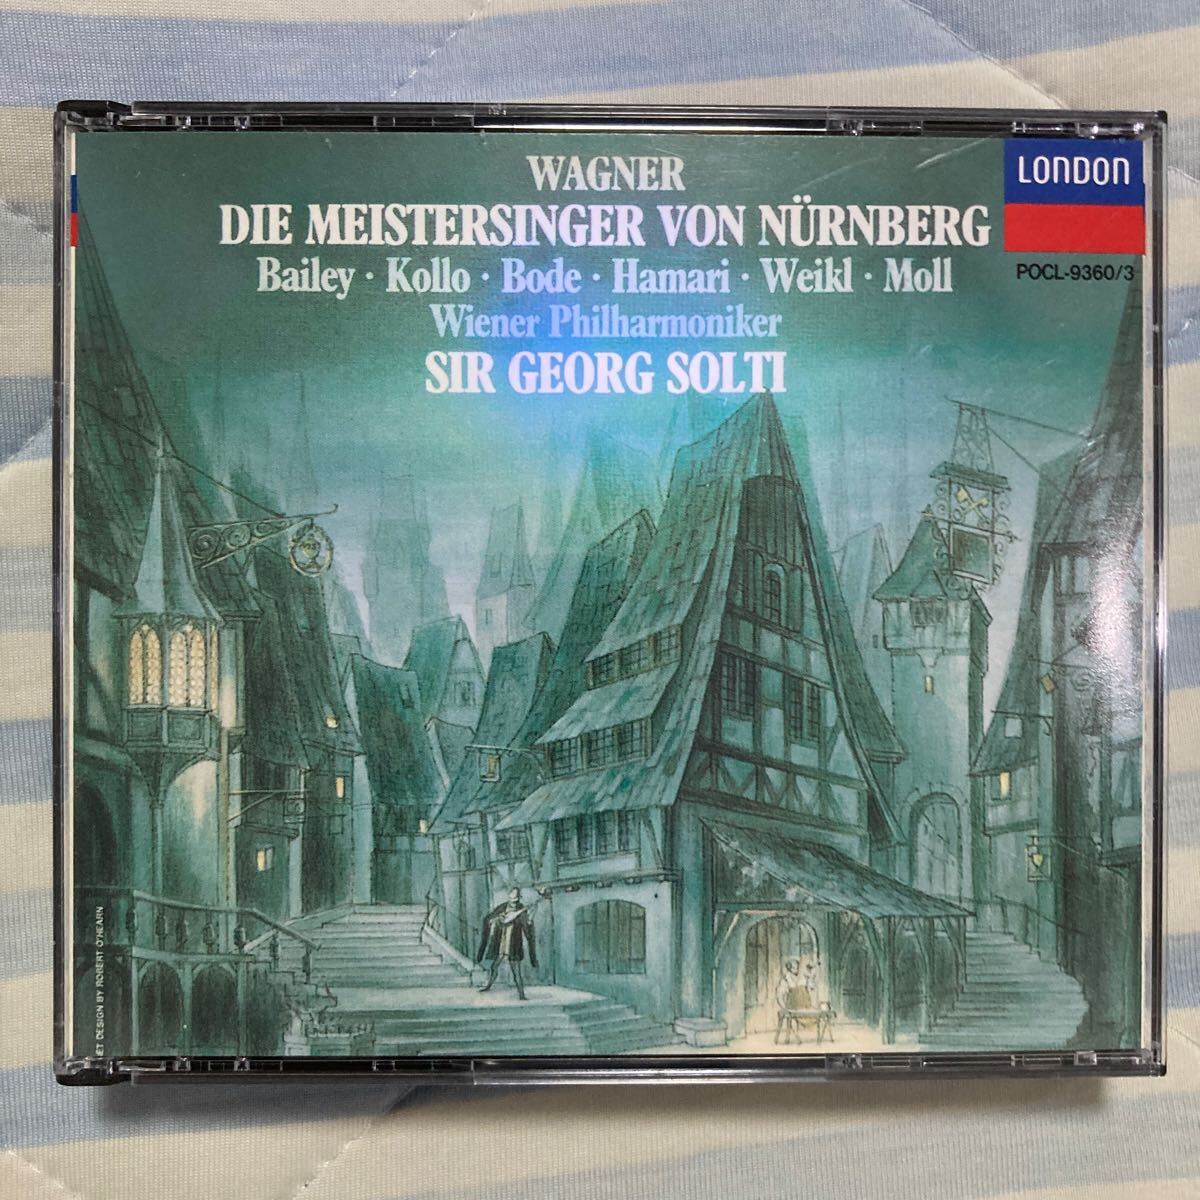 WAGNER
DIE MEISTERSINGER VON NÜRNBERG
Bailey · Kollo · Bode · Hamari · Weikl · Moll
Wiener Philharmoniker
SIR GEORG SOLTI
LONDON
POCL-9360/3
ET DESIGN BY ROBERT O'HEARN